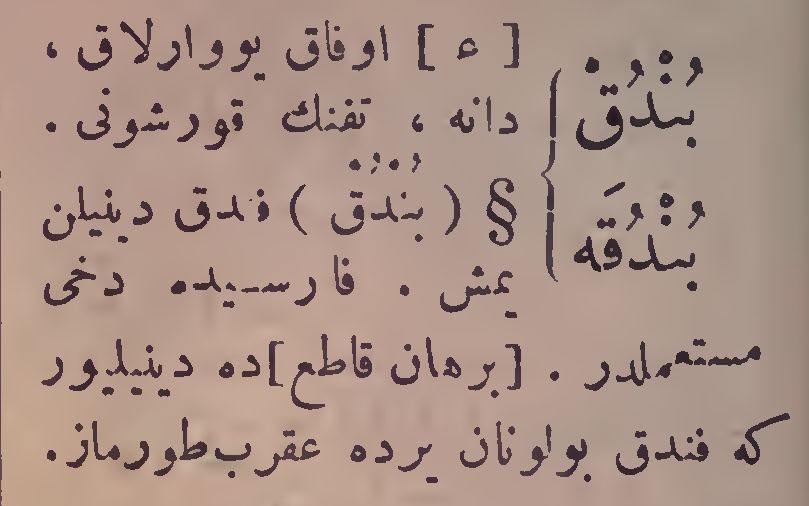 بُنْدُقْ
بُنْدُقَه
[ ء ] اوفاق یووارلاق ،
دانه ، تفنك قورشونی .
§ ( بُنْدُقْ ) فندق دینیلن
یمش . فارسیده دخی
مستعملدر . [برهان قاطع]ده دینیلیور
که فندق بولونان یرده عقرب طورماز .